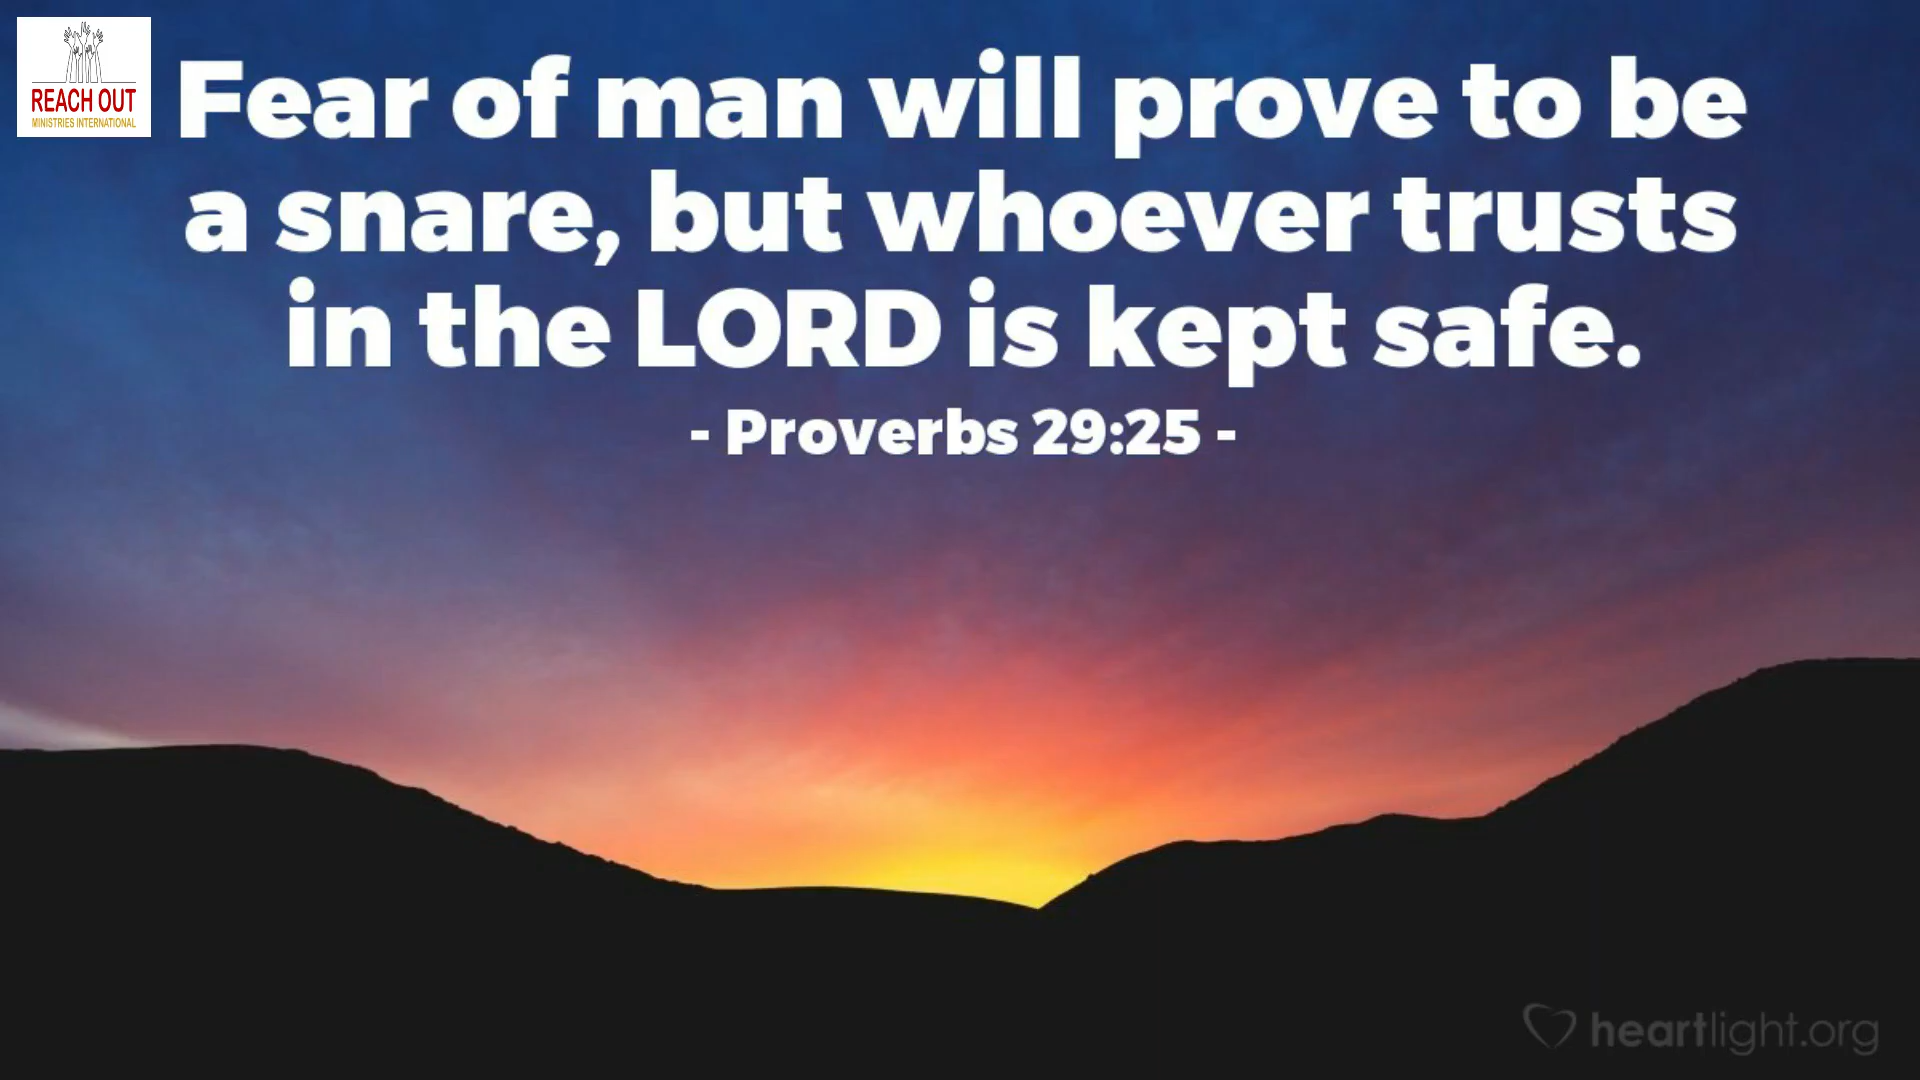 REACH OUT
MINISTRIES INTERNATIONAL
Fear of man will prove to be
a snare, but whoever trusts
in the LORD is kept safe.
- Proverbs 29:25 -
heartlight.org